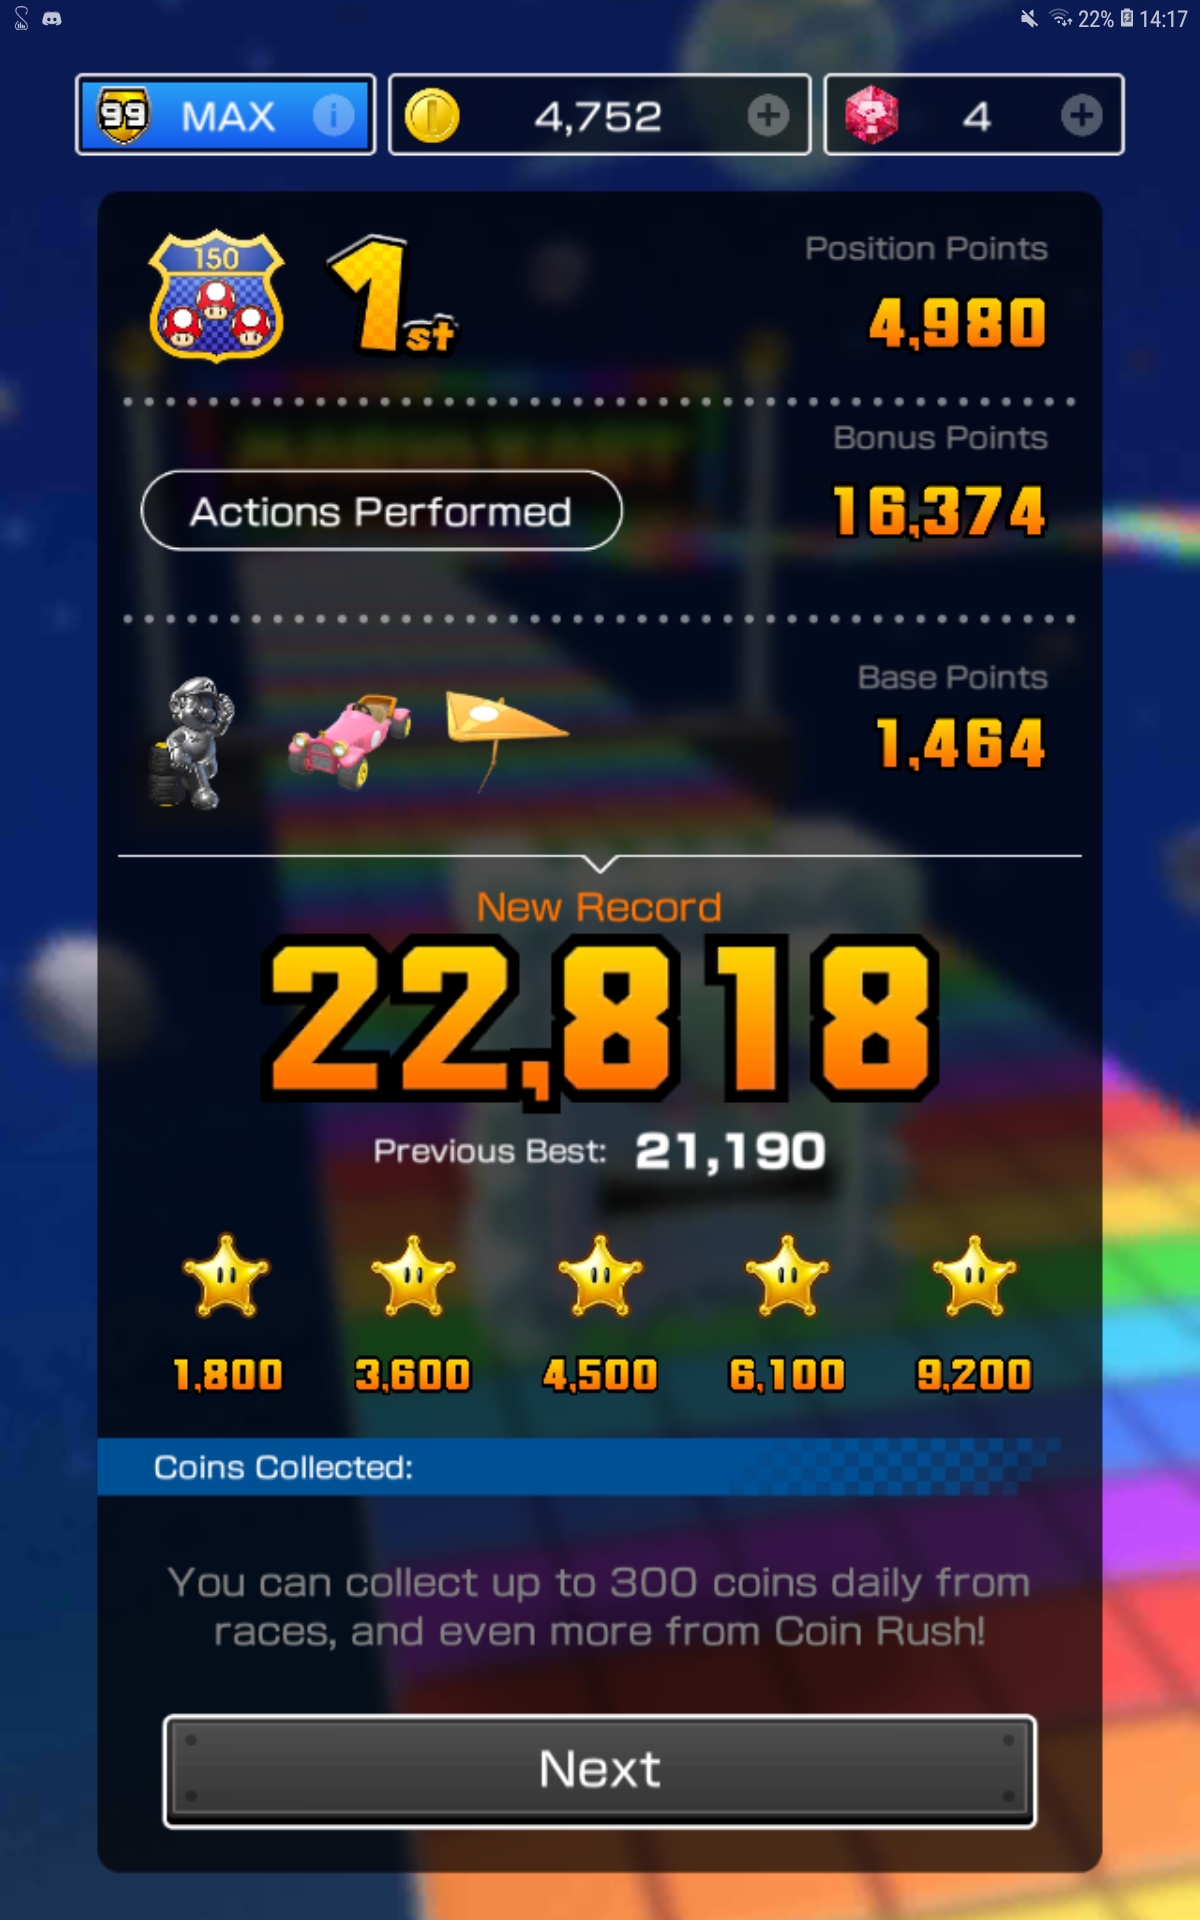 22% 14:17
99 MAX i 4,752 + 4 +
150
1st
Position Points
4,980
Bonus Points
Actions Performed
16,374
Base Points
1,464
New Record
22,818
Previous Best: 21,190
1,800 3,600 4,500 6,100 9,200
Coins Collected:
You can collect up to 300 coins daily from
races, and even more from Coin Rush!
Next